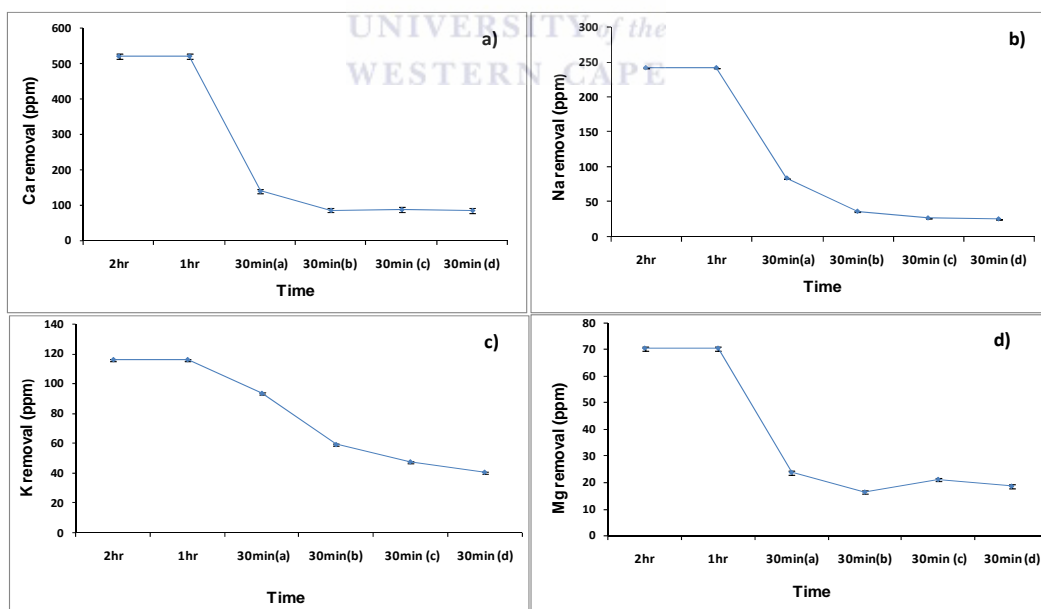 UNIVERSITY of the
WESTERN CAPE
a)
Ca removal (ppm)
600
500
400
300
200
100
0
2hr 1hr 30min(a) 30min(b) 30min (c) 30min (d)
Time
b)
Na removal (ppm)
300
250
200
150
100
50
0
2hr 1hr 30min(a) 30min(b) 30min (c) 30min (d)
Time
c)
K removal (ppm)
140
120
100
80
60
40
20
0
2hr 1hr 30min(a) 30min(b) 30min (c) 30min (d)
Time
d)
Mg removal (ppm)
80
70
60
50
40
30
20
10
0
2hr 1hr 30min(a) 30min(b) 30min (c) 30min (d)
Time